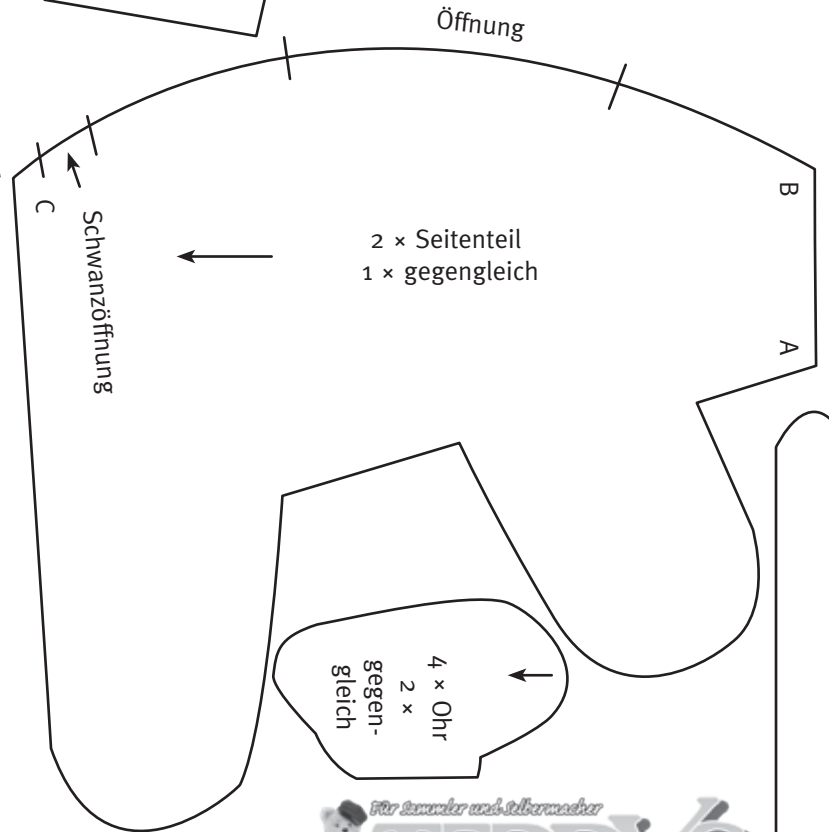 Öffnung
B
C
Schwanzöffnung
2 × Seitenteil
1 × gegengleich
A
4 × Ohr
2 ×
gegen-
gleich
Für Sammler und Selbermacher